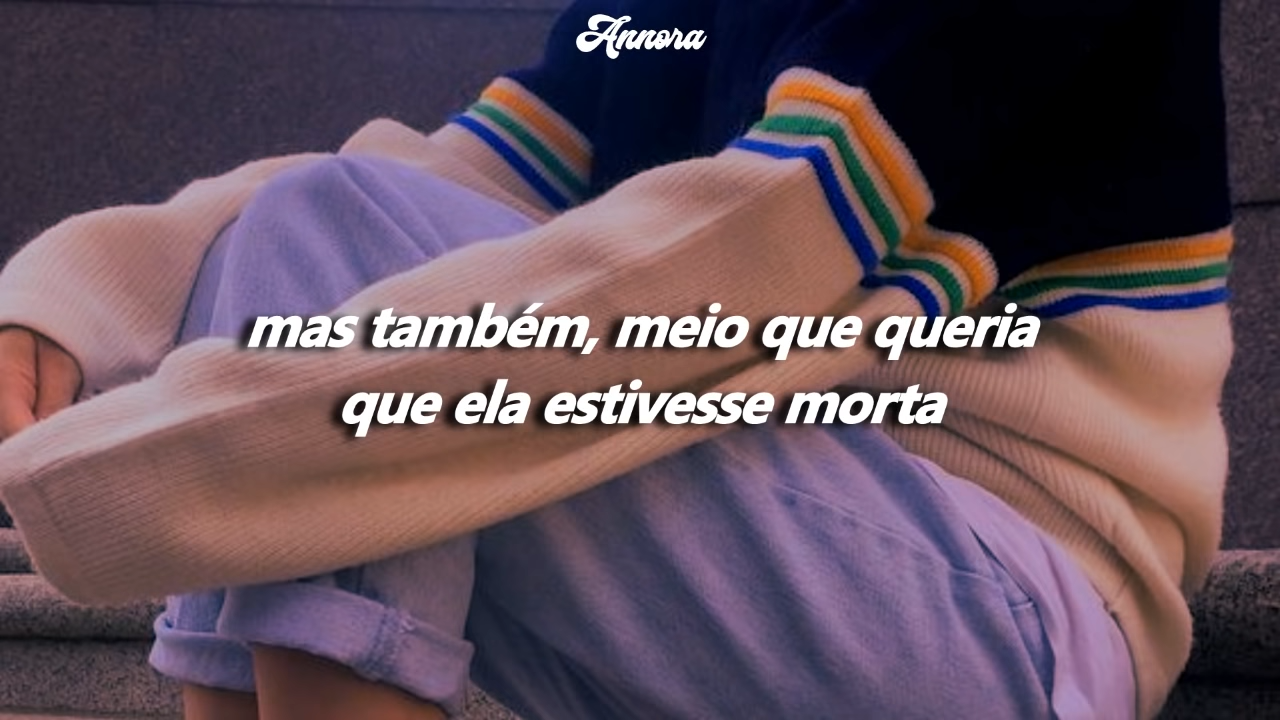 Annora
mas também, meio que queria
que ela estivesse morta